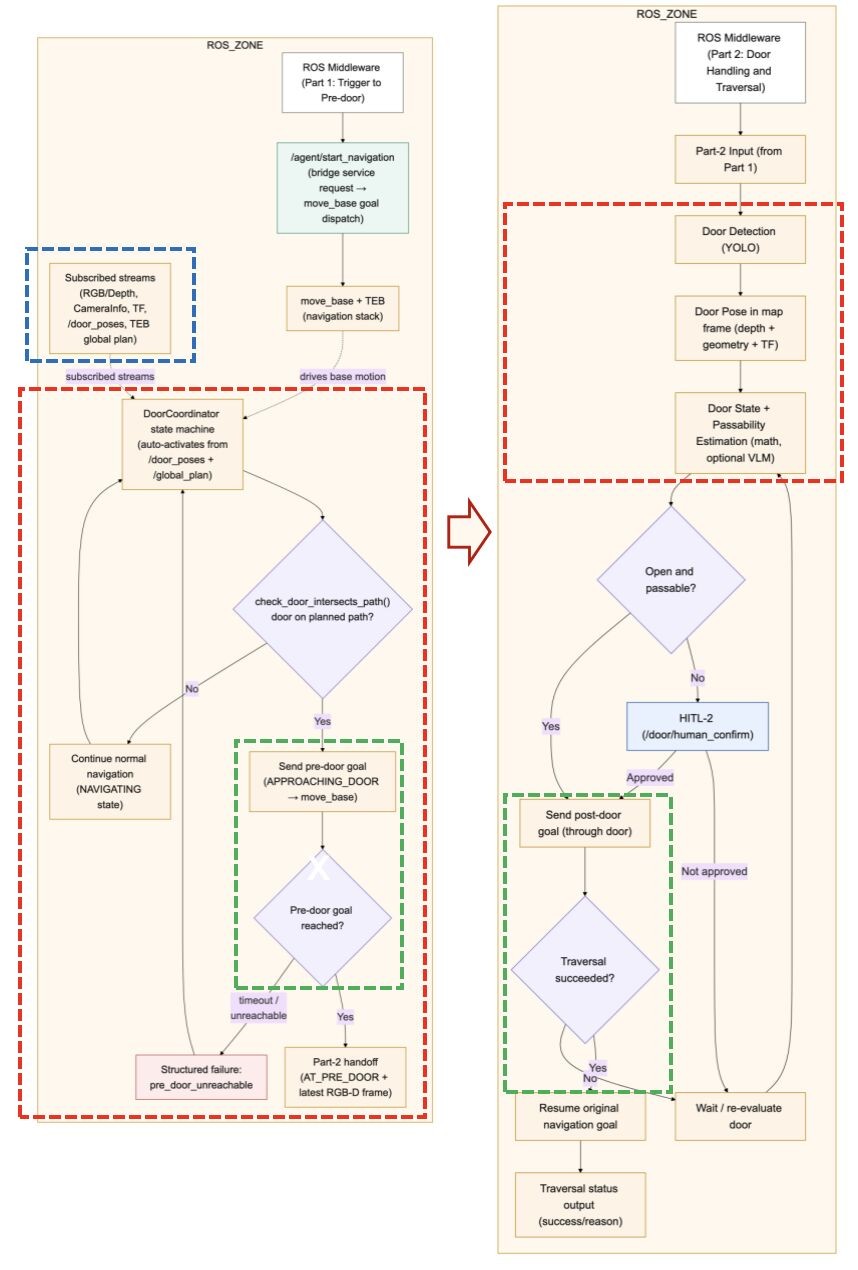 ROS_ZONE
ROS Middleware
(Part 1: Trigger to
Pre-door)
/agent/start_navigation
(bridge service
request →
move_base goal
dispatch)
Subscribed streams
(RGB/Depth,
CameraInfo, TF,
/door_poses, TEB
global plan)
move_base + TEB
(navigation stack)
subscribed streams
drives base motion
DoorCoordinator
state machine
(auto-activates from
/door_poses +
/global_plan)
check_door_intersects_path()
door on planned path?
No
Yes
Continue normal
navigation
(NAVIGATING
state)
Send pre-door goal
(APPROACHING_DOOR
→ move_base)
X
Pre-door goal
reached?
timeout /
unreachable
Yes
Structured failure:
pre_door_unreachable
Part-2 handoff
(AT_PRE_DOOR +
latest RGB-D frame)
ROS_ZONE
ROS Middleware
(Part 2: Door
Handling and
Traversal)
Part-2 Input (from
Part 1)
Door Detection
(YOLO)
Door Pose in map
frame (depth +
geometry + TF)
Door State +
Passability
Estimation (math,
optional VLM)
Open and
passable?
No
Yes
HITL-2
(/door/human_confirm)
Approved
Send post-door
goal (through door)
Not approved
Traversal
succeeded?
Yes
No
Resume original
navigation goal
Wait / re-evaluate
door
Traversal status
output
(success/reason)